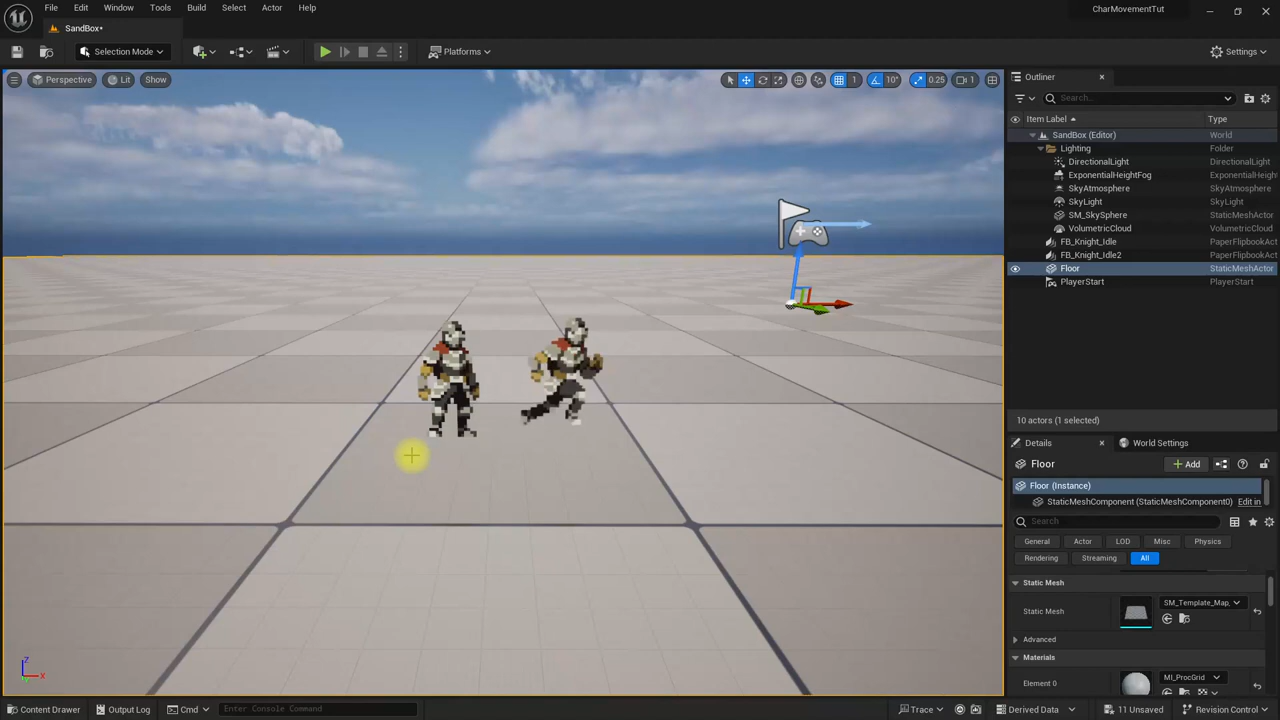 File Edit Window Tools Build Select Actor Help
CharMovementTut
SandBox•
Selection Mode
Platforms
Settings
Perspective Lit Show
1 10° 0.25 1
Outliner
Search...
Item Label Type
SandBox (Editor) World
Lighting Folder
DirectionalLight DirectionalLight
ExponentialHeightFog ExponentialHeigh
SkyAtmosphere SkyAtmosphere
SkyLight SkyLight
SM_SkySphere StaticMeshActor
VolumetricCloud VolumetricCloud
FB_Knight_Idle PaperFlipbookAct
FB_Knight_Idle2 PaperFlipbookAct
Floor StaticMeshActor
PlayerStart PlayerStart
10 actors (1 selected)
Details World Settings
Floor
+ Add
Floor (Instance)
StaticMeshComponent (StaticMeshComponent0) Edit in
Search
General Actor LOD Misc Physics
Rendering Streaming All
Static Mesh
Static Mesh SM_Template_Map_
Advanced
Materials
Element 0 MI_ProcGrid
Z
X
Content Drawer Output Log Cmd Enter Console Command Trace Derived Data 11 Unsaved Revision Control